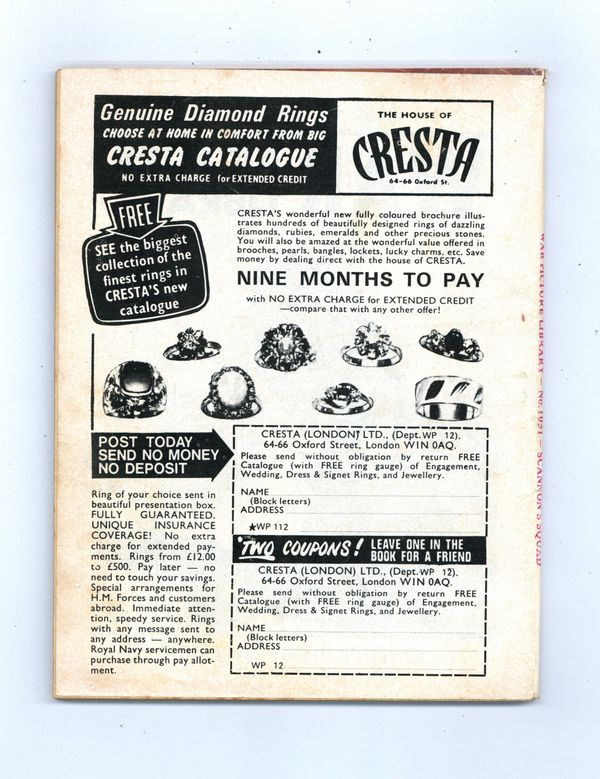 Genuine Diamond Rings
CHOOSE AT HOME IN COMFORT FROM BIG
CRESTA CATALOGUE
NO EXTRA CHARGE for EXTENDED CREDIT
THE HOUSE OF
CRESTA
64-66 Oxford St.
FREE
SEE the biggest
collection of the
finest rings in
CRESTA'S new
catalogue
CRESTA'S wonderful new fully coloured brochure illus-
trates hundreds of beautifully designed rings of dazzling
diamonds, rubies, emeralds and other precious stones.
You will also be amazed at the wonderful value offered in
brooches, pearls, bangles, lockets, lucky charms, etc. Save
money by dealing direct with the house of CRESTA.
NINE MONTHS TO PAY
with NO EXTRA CHARGE for EXTENDED CREDIT
—compare that with any other offer!
POST TODAY
SEND NO MONEY
NO DEPOSIT
Ring of your choice sent in
beautiful presentation box.
FULLY GUARANTEED.
UNIQUE INSURANCE
COVERAGE! No extra
charge for extended pay-
ments. Rings from £12.00
to £500. Pay later — no
need to touch your savings.
Special arrangements for
H.M. Forces and customers
abroad. Immediate atten-
tion, speedy service. Rings
with any message sent to
any address — anywhere.
Royal Navy servicemen can
purchase through pay allot-
ment.
CRESTA (LONDON) LTD., (Dept. WP 12).
64-66 Oxford Street, London W1N 0AQ.
Please send without obligation by return FREE
Catalogue (with FREE ring gauge) of Engagement,
Wedding, Dress & Signet Rings, and Jewellery.
NAME
(Block letters)
ADDRESS
★WP 112
TWO COUPONS! LEAVE ONE IN THE
BOOK FOR A FRIEND
CRESTA (LONDON) LTD., (Dept. WP 12).
64-66 Oxford Street, London W1N 0AQ.
Please send without obligation by return FREE
Catalogue (with FREE ring gauge) of Engagement,
Wedding, Dress & Signet Rings, and Jewellery.
NAME
(Block letters)
ADDRESS
WP 12
WAR PICTURE LIBRARY – No. 1051 – SCANLON'S SQUAD